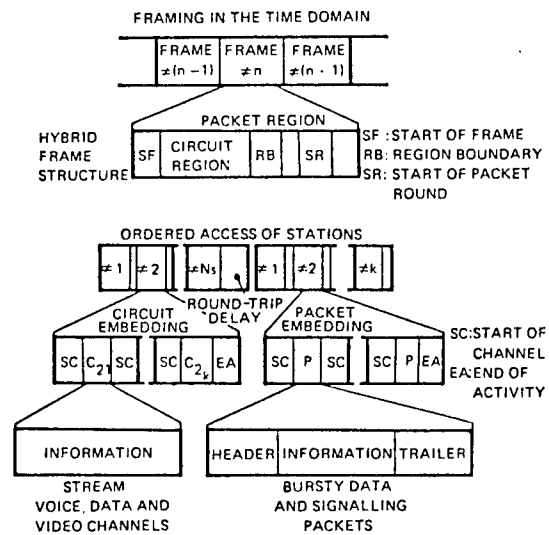 FRAMING IN THE TIME DOMAIN
FRAME ≠(n−1) FRAME ≠n FRAME ≠(n·1)
PACKET REGION
HYBRID FRAME STRUCTURE
SF CIRCUIT REGION RB SR
SF :START OF FRAME
RB: REGION BOUNDARY
SR: START OF PACKET ROUND
ORDERED ACCESS OF STATIONS
≠1 ≠2 ≠Ns ≠1 ≠2 ≠k
ROUND-TRIP DELAY
CIRCUIT EMBEDDING
PACKET EMBEDDING
SC C21 SC SC C2k EA
SC P SC SC P EA
SC:START OF CHANNEL
EA:END OF ACTIVITY
INFORMATION
HEADER INFORMATION TRAILER
STREAM VOICE, DATA AND VIDEO CHANNELS
BURSTY DATA AND SIGNALLING PACKETS